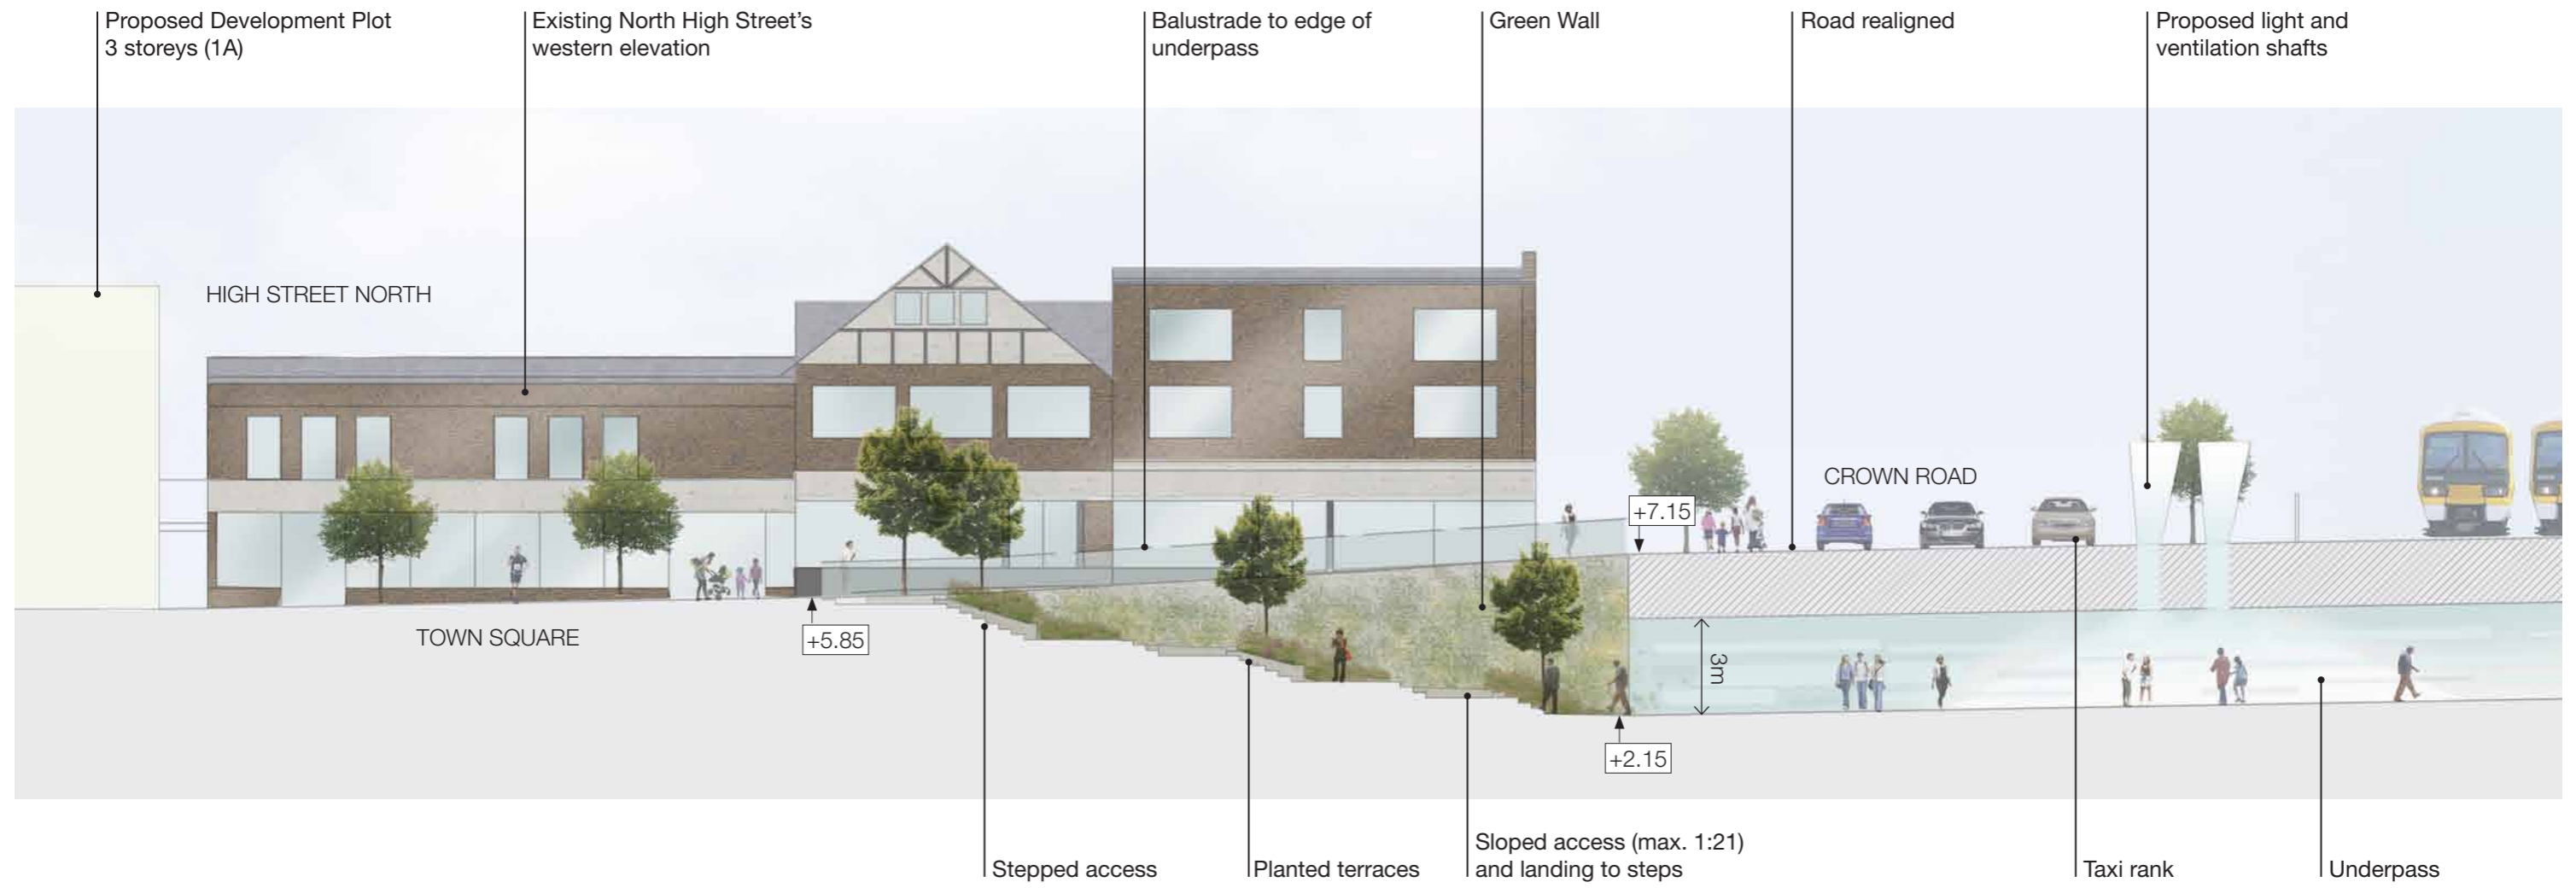 Proposed Development Plot
3 storeys (1A)
Existing North High Street’s
western elevation
Balustrade to edge of
underpass
Green Wall
Road realigned
Proposed light and
ventilation shafts
HIGH STREET NORTH
CROWN ROAD
+7.15
TOWN SQUARE
+5.85
3m
+2.15
Stepped access
Planted terraces
Sloped access (max. 1:21)
and landing to steps
Taxi rank
Underpass